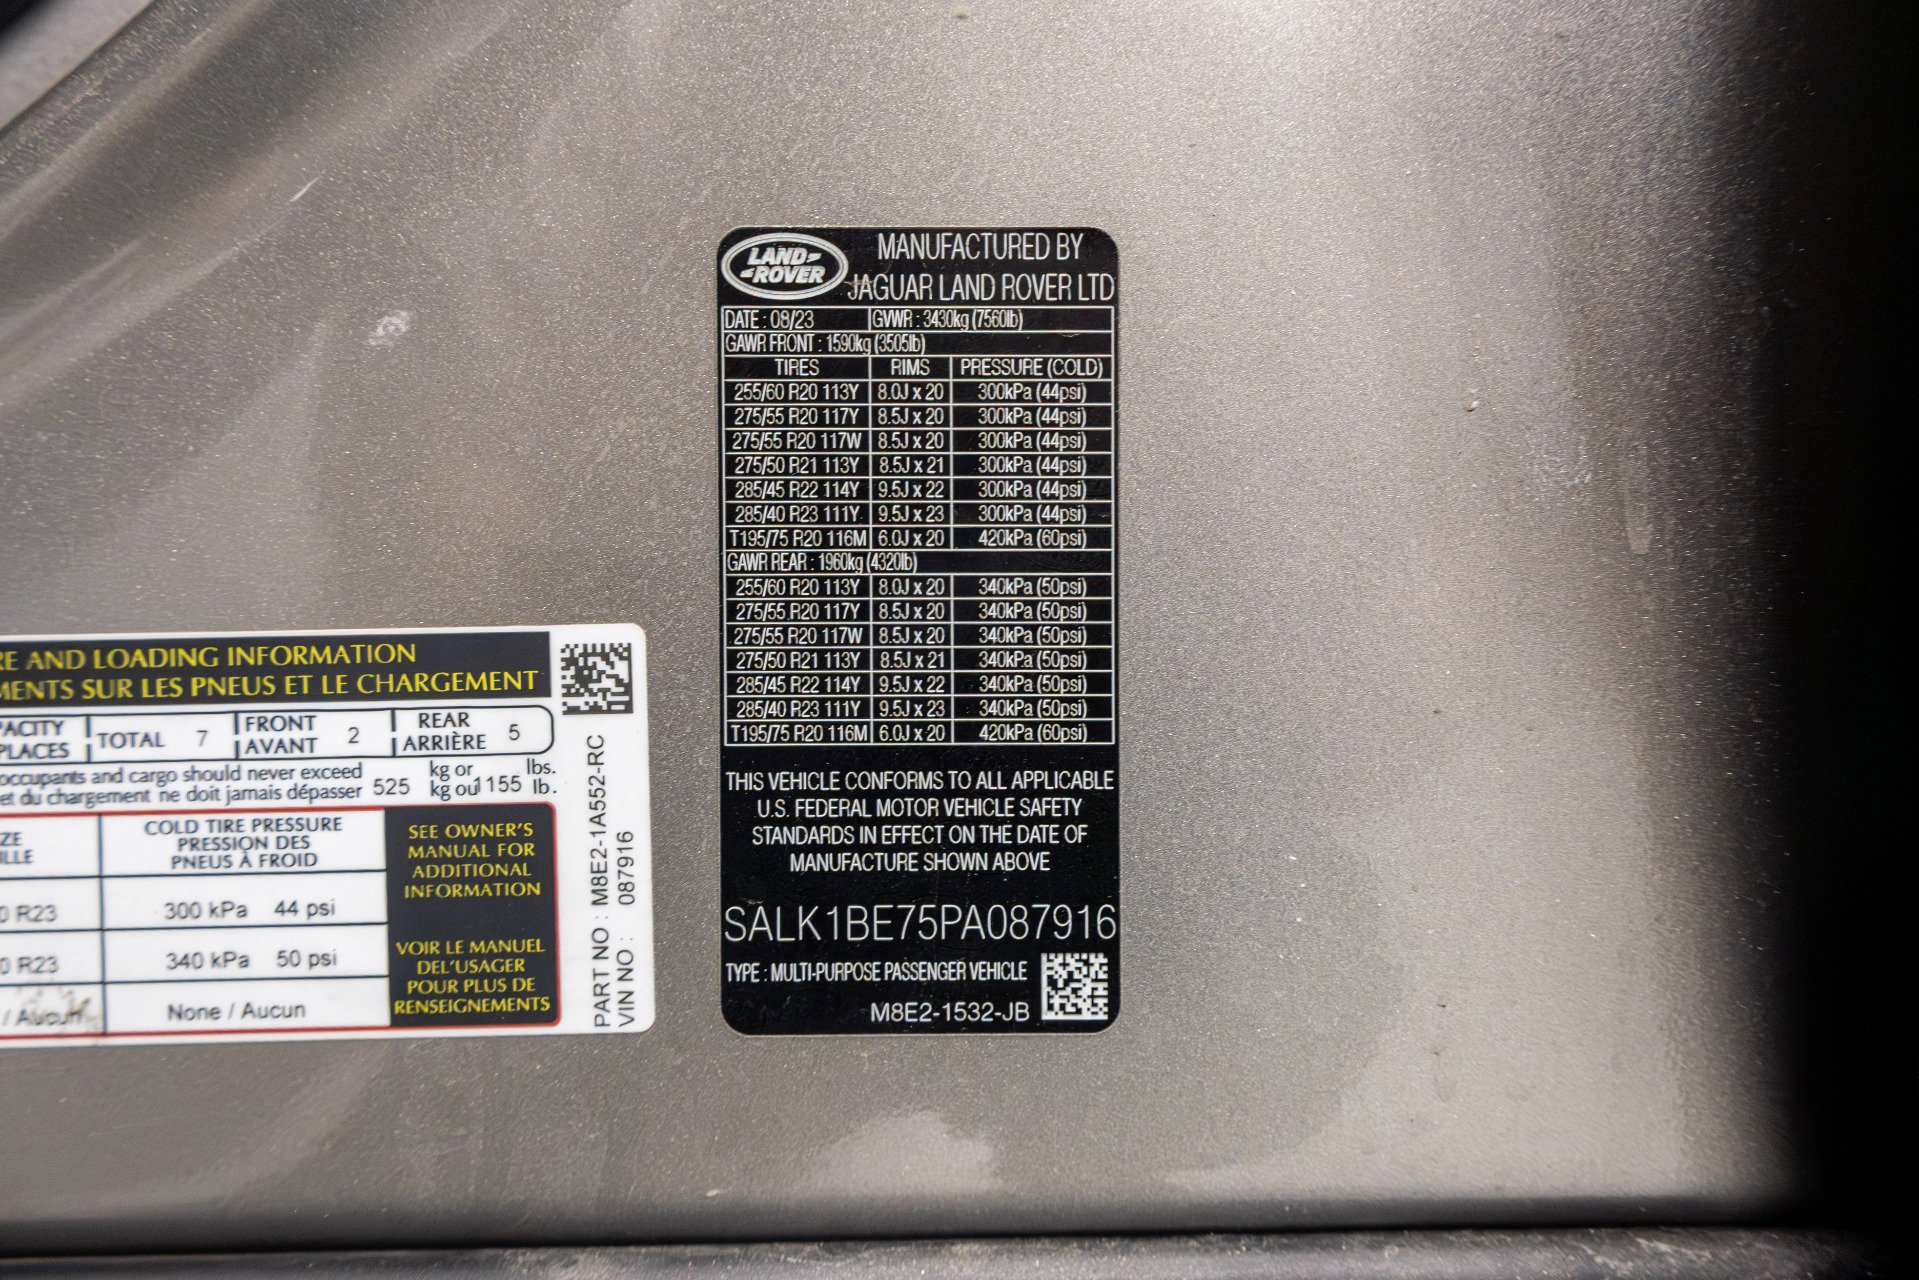 LAND
ROVER
MANUFACTURED BY
JAGUAR LAND ROVER LTD
DATE : 08/23 GVWR : 3430kg (7560lb)
GAWR FRONT : 1590kg (3505lb)
TIRES RIMS PRESSURE (COLD)
255/60 R20 113Y 8.0J x 20 300kPa (44psi)
275/55 R20 117Y 8.5J x 20 300kPa (44psi)
275/55 R20 117W 8.5J x 20 300kPa (44psi)
275/50 R21 113Y 8.5J x 21 300kPa (44psi)
285/45 R22 114Y 9.5J x 22 300kPa (44psi)
285/40 R23 111Y 9.5J x 23 300kPa (44psi)
T195/75 R20 116M 6.0J x 20 420kPa (60psi)
GAWR REAR : 1960kg (4320lb)
255/60 R20 113Y 8.0J x 20 340kPa (50psi)
275/55 R20 117Y 8.5J x 20 340kPa (50psi)
275/55 R20 117W 8.5J x 20 340kPa (50psi)
275/50 R21 113Y 8.5J x 21 340kPa (50psi)
285/45 R22 114Y 9.5J x 22 340kPa (50psi)
285/40 R23 111Y 9.5J x 23 340kPa (50psi)
T195/75 R20 116M 6.0J x 20 420kPa (60psi)
THIS VEHICLE CONFORMS TO ALL APPLICABLE
U.S. FEDERAL MOTOR VEHICLE SAFETY
STANDARDS IN EFFECT ON THE DATE OF
MANUFACTURE SHOWN ABOVE
SALK1BE75PA087916
TYPE : MULTI-PURPOSE PASSENGER VEHICLE
M8E2-1532-JB
RE AND LOADING INFORMATION
MENTS SUR LES PNEUS ET LE CHARGEMENT
PACITY TOTAL 7 FRONT 2 REAR 5
PLACES AVANT ARRIÈRE
occupants and cargo should never exceed 525 kg or 1155 lbs.
et du chargement ne doit jamais dépasser kg ou lb.
ZE
ILLE
COLD TIRE PRESSURE
PRESSION DES
PNEUS À FROID
0 R23 300 kPa 44 psi
0 R23 340 kPa 50 psi
/ Aucun None / Aucun
SEE OWNER'S
MANUAL FOR
ADDITIONAL
INFORMATION
VOIR LE MANUEL
DEL'USAGER
POUR PLUS DE
RENSEIGNEMENTS
PART NO : M8E2-1A552-RC
VIN NO : 087916